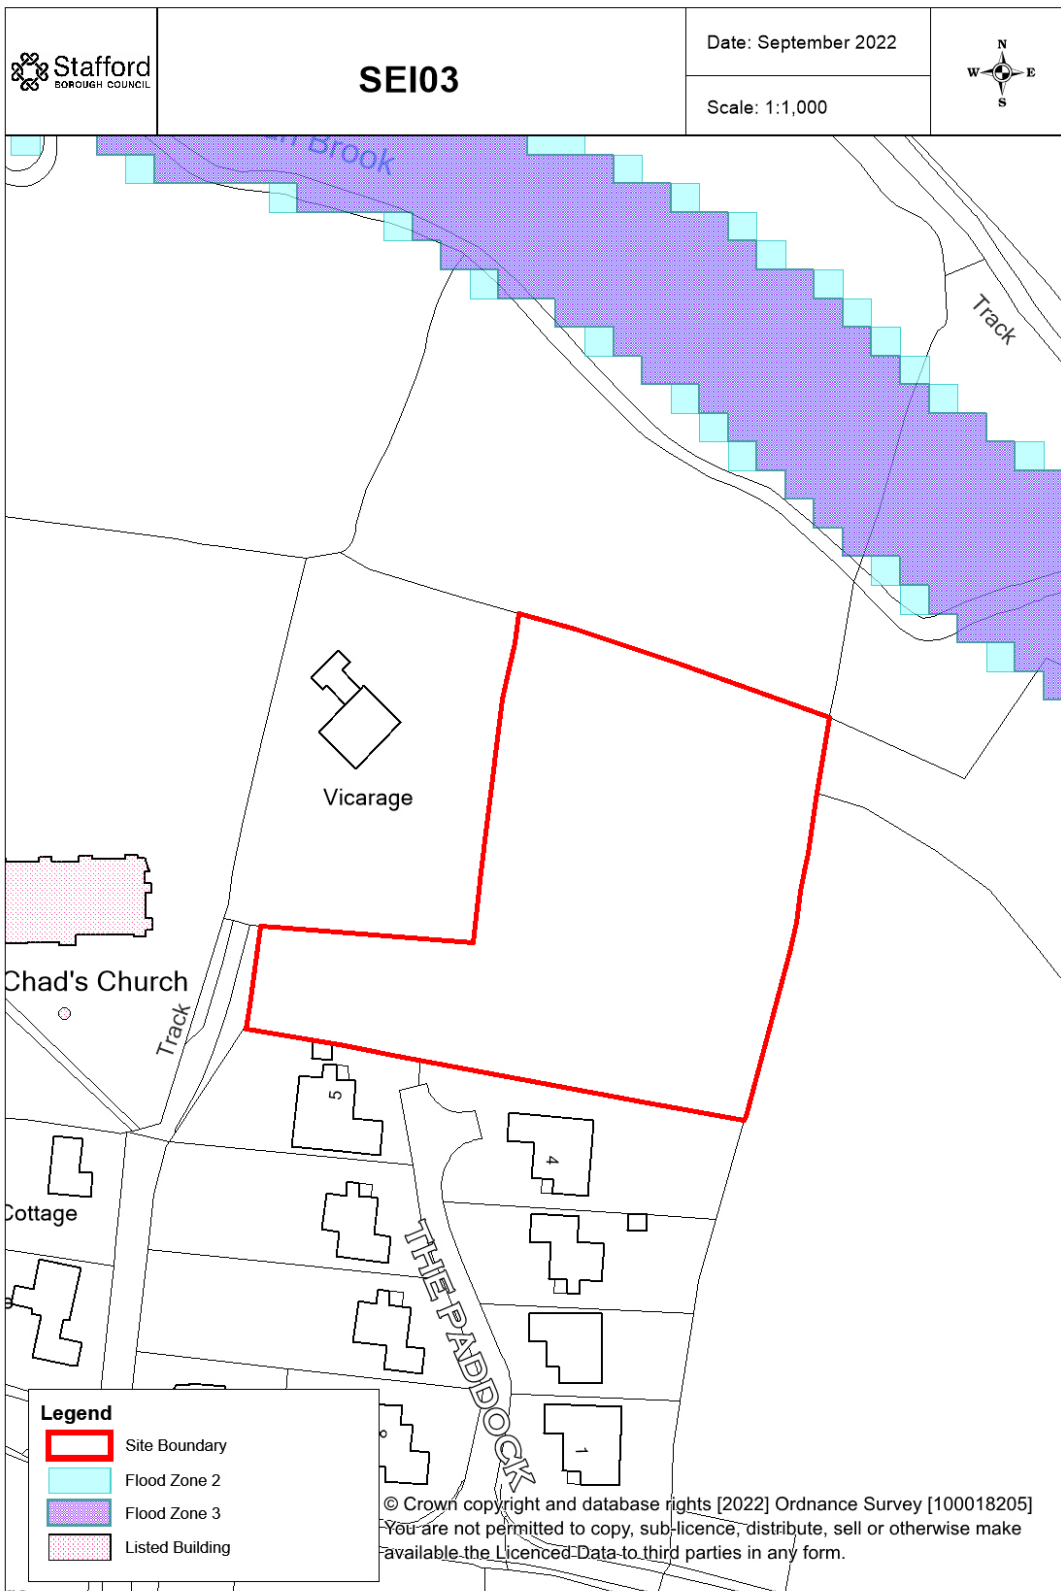 Stafford
BOROUGH COUNCIL
SEI03
Date: September 2022
Scale: 1:1,000
N
W E
S
Brook
Track
Vicarage
Chad's Church
Track
5
4
Cottage
THE PADDOCK
1
Legend
Site Boundary
Flood Zone 2
Flood Zone 3
Listed Building
© Crown copyright and database rights [2022] Ordnance Survey [100018205]
You are not permitted to copy, sub-licence, distribute, sell or otherwise make
available the Licenced Data to third parties in any form.